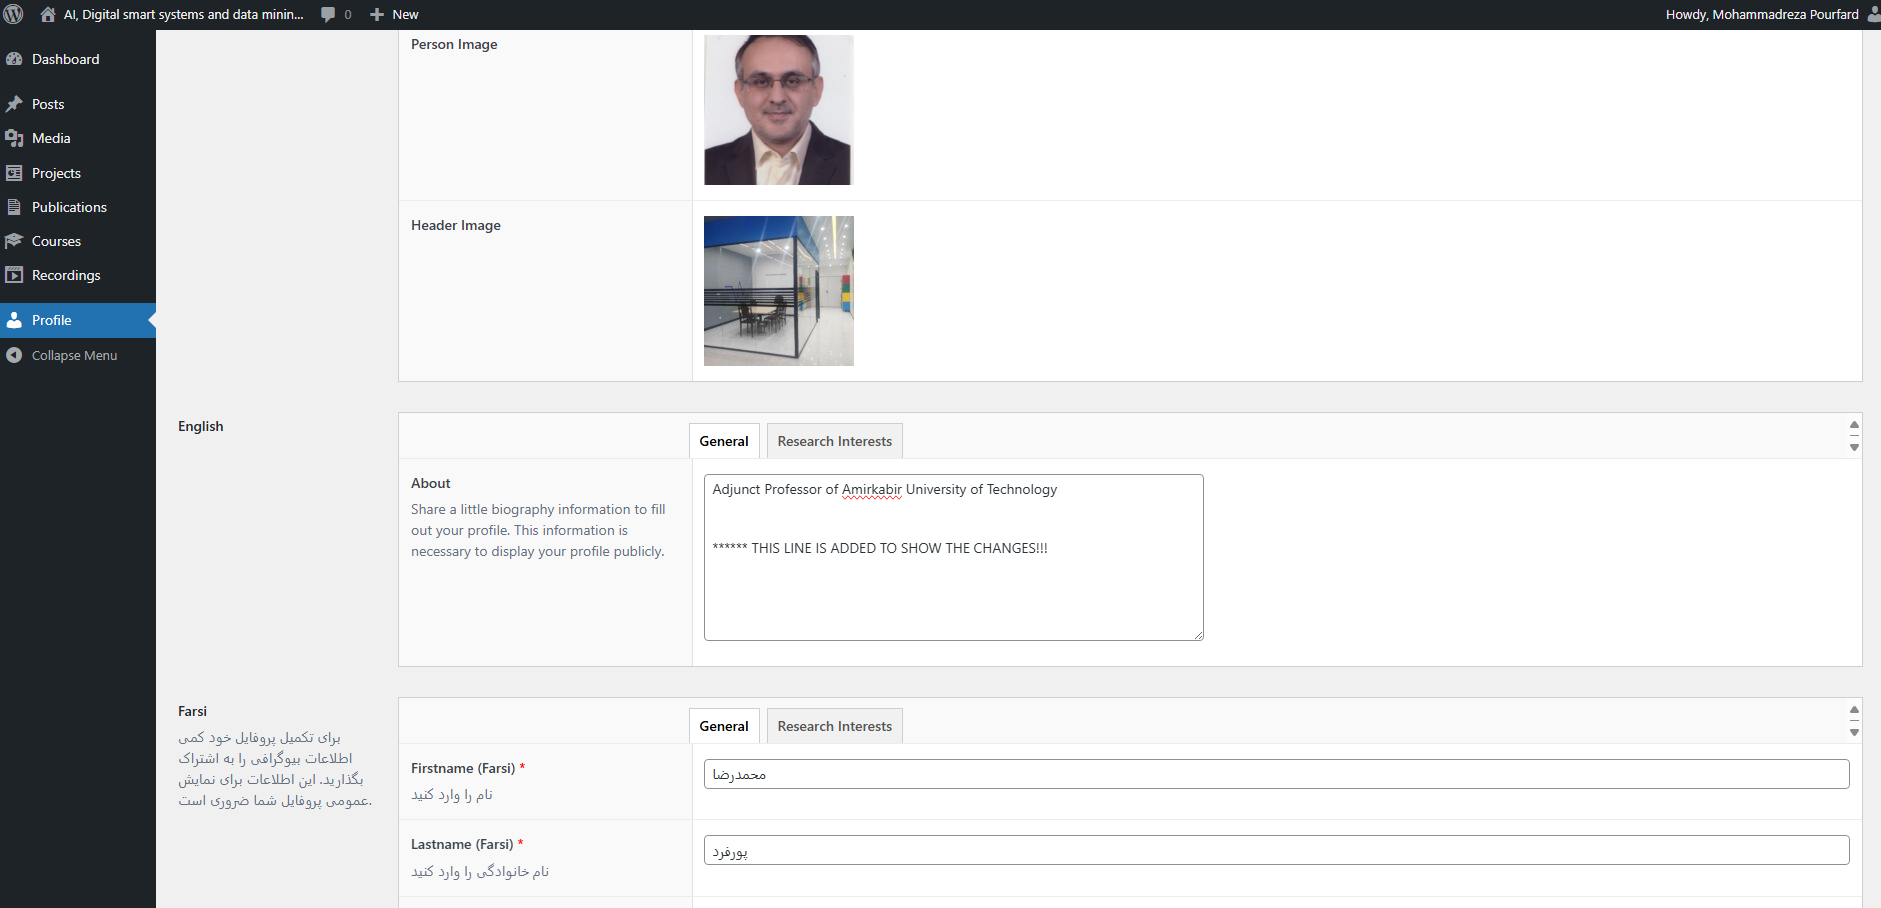 AI, Digital smart systems and data minin...
0
New
Howdy, Mohammadreza Pourfard
Dashboard
Posts
Media
Projects
Publications
Courses
Recordings
Profile
Collapse Menu
Person Image
Header Image
English
General
Research Interests
About
Share a little biography information to fill
out your profile. This information is
necessary to display your profile publicly.
Adjunct Professor of Amirkabir University of Technology
****** THIS LINE IS ADDED TO SHOW THE CHANGES!!!
Farsi
برای تکمیل پروفایل خود کمی
اطلاعات بیوگرافی را به اشتراک
بگذارید. این اطلاعات برای نمایش
عمومی پروفایل شما ضروری است.
General
Research Interests
Firstname (Farsi) *
نام را وارد کنید
محمدرضا
Lastname (Farsi) *
نام خانوادگی را وارد کنید
پورفرد